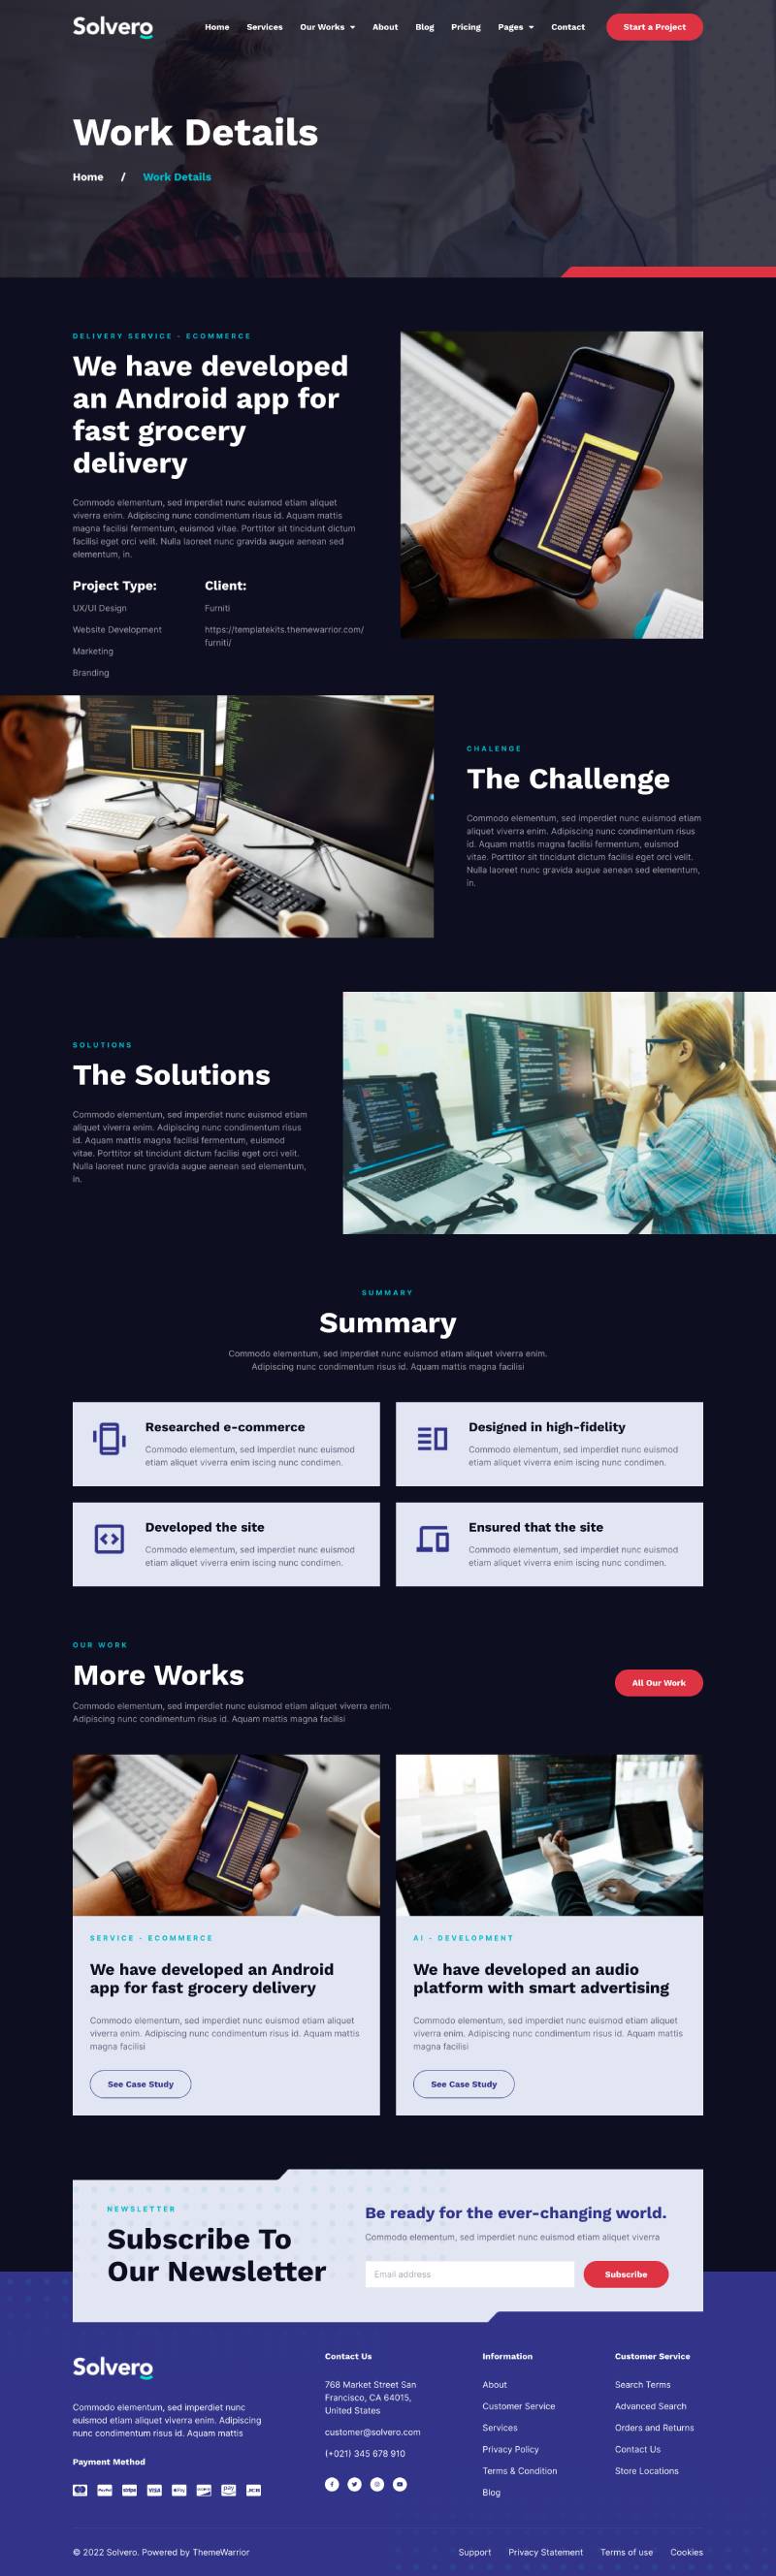 Solvero
Home Services Our Works About Blog Pricing Pages Contact Start a Project
Work Details
Home / Work Details
DELIVERY SERVICE - ECOMMERCE
We have developed
an Android app for
fast grocery
delivery
Commodo elementum, sed imperdiet nunc euismod etiam aliquet
viverra enim. Adipiscing nunc condimentum risus id. Aquam mattis
magna facilisi fermentum, euismod vitae. Porttitor sit tincidunt dictum
facilisi eget orci velit. Nulla laoreet nunc gravida augue aenean sed
elementum, in.
Project Type:
UX/UI Design
Website Development
Marketing
Branding
Client:
Furniti
https://templatekits.themewarrior.com/
furniti/
CHALENGE
The Challenge
Commodo elementum, sed imperdiet nunc euismod etiam
aliquet viverra enim. Adipiscing nunc condimentum risus
id. Aquam mattis magna facilisi fermentum, euismod
vitae. Porttitor sit tincidunt dictum facilisi eget orci velit.
Nulla laoreet nunc gravida augue aenean sed elementum,
in.
SOLUTIONS
The Solutions
Commodo elementum, sed imperdiet nunc euismod etiam
aliquet viverra enim. Adipiscing nunc condimentum risus
id. Aquam mattis magna facilisi fermentum, euismod
vitae. Porttitor sit tincidunt dictum facilisi eget orci velit.
Nulla laoreet nunc gravida augue aenean sed elementum,
in.
SUMMARY
Summary
Commodo elementum, sed imperdiet nunc euismod etiam aliquet viverra enim.
Adipiscing nunc condimentum risus id. Aquam mattis magna facilisi
Researched e-commerce
Commodo elementum, sed imperdiet nunc euismod
etiam aliquet viverra enim iscing nunc condimen.
Designed in high-fidelity
Commodo elementum, sed imperdiet nunc euismod
etiam aliquet viverra enim iscing nunc condimen.
Developed the site
Commodo elementum, sed imperdiet nunc euismod
etiam aliquet viverra enim iscing nunc condimen.
Ensured that the site
Commodo elementum, sed imperdiet nunc euismod
etiam aliquet viverra enim iscing nunc condimen.
OUR WORK
More Works
Commodo elementum, sed imperdiet nunc euismod etiam aliquet viverra enim.
Adipiscing nunc condimentum risus id. Aquam mattis magna facilisi
All Our Work
SERVICE - ECOMMERCE
We have developed an Android
app for fast grocery delivery
Commodo elementum, sed imperdiet nunc euismod etiam aliquet
viverra enim. Adipiscing nunc condimentum risus id. Aquam mattis
magna facilisi
See Case Study
AI - DEVELOPMENT
We have developed an audio
platform with smart advertising
Commodo elementum, sed imperdiet nunc euismod etiam aliquet
viverra enim. Adipiscing nunc condimentum risus id. Aquam mattis
magna facilisi
See Case Study
NEWSLETTER
Subscribe To
Our Newsletter
Be ready for the ever-changing world.
Commodo elementum, sed imperdiet nunc euismod etiam aliquet viverra
Email address
Subscribe
Solvero
Commodo elementum, sed imperdiet nunc
euismod etiam aliquet viverra enim. Adipiscing
nunc condimentum risus id. Aquam mattis
Payment Method
VISA
Contact Us
768 Market Street San
Francisco, CA 64015,
United States
customer@solvero.com
(+021) 345 678 910
Information
About
Customer Service
Services
Privacy Policy
Terms & Condition
Blog
Customer Service
Search Terms
Advanced Search
Orders and Returns
Contact Us
Store Locations
© 2022 Solvero. Powered by ThemeWarrior
Support Privacy Statement Terms of use Cookies